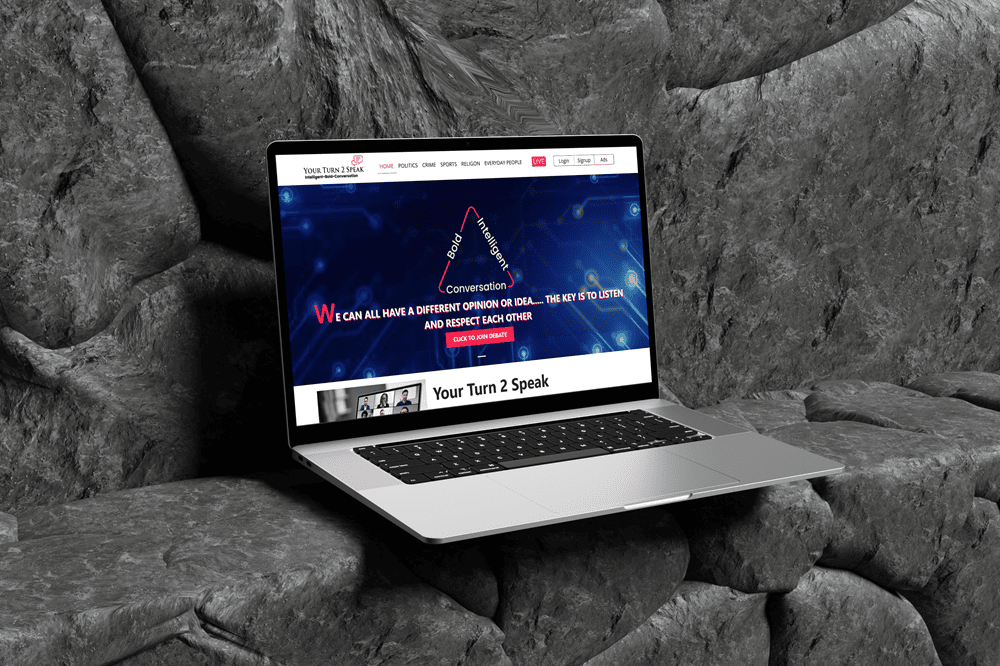 YOUR TURN 2 SPEAK
Intelligent-Bold-Conversation
HOME POLITICS CRIME SPORTS RELIGON EVERYDAY PEOPLE LIVE Login Signup Ads
Bold
Intelligent
Conversation
WE CAN ALL HAVE A DIFFERENT OPINION OR IDEA..... THE KEY IS TO LISTEN
AND RESPECT EACH OTHER
CLICK TO JOIN DEBATE
Your Turn 2 Speak